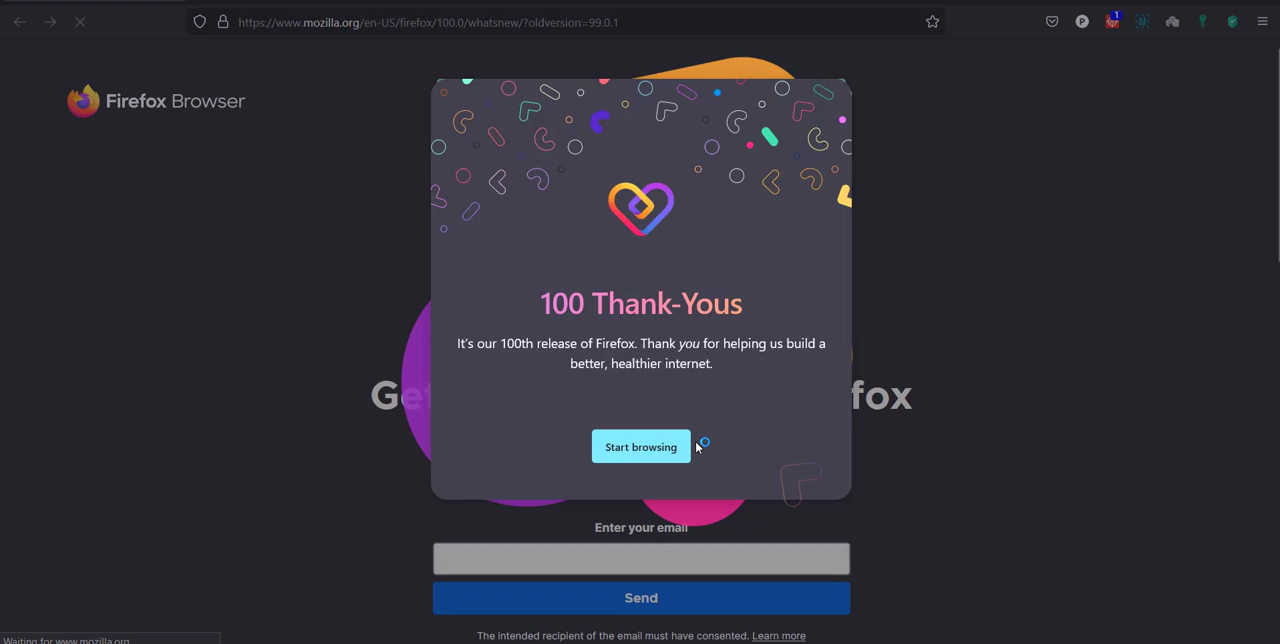 https://www.mozilla.org/en-US/firefox/100.0/whatsnew/?oldversion=99.0.1
P
1
N
Firefox Browser
100 Thank-Yous
It's our 100th release of Firefox. Thank you for helping us build a
better, healthier internet.
Ge fox
Start browsing
Enter your email
Send
The intended recipient of the email must have consented. Learn more
Waiting for www.mozilla.org